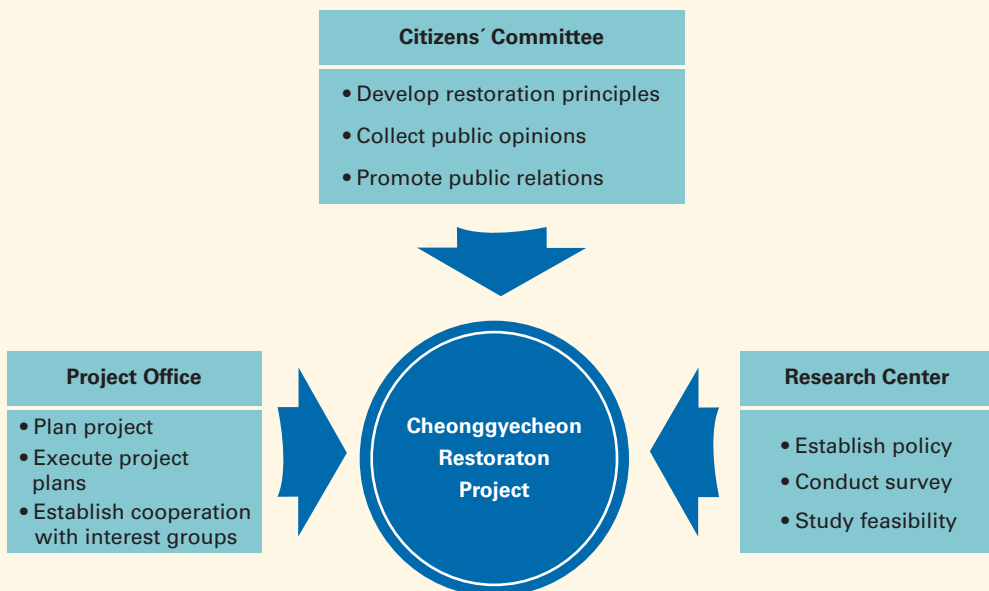 Citizens´ Committee
• Develop restoration principles
• Collect public opinions
• Promote public relations
Project Office
• Plan project
• Execute project
plans
• Establish cooperation
with interest groups
Cheonggyecheon
Restoraton
Project
Research Center
• Establish policy
• Conduct survey
• Study feasibility